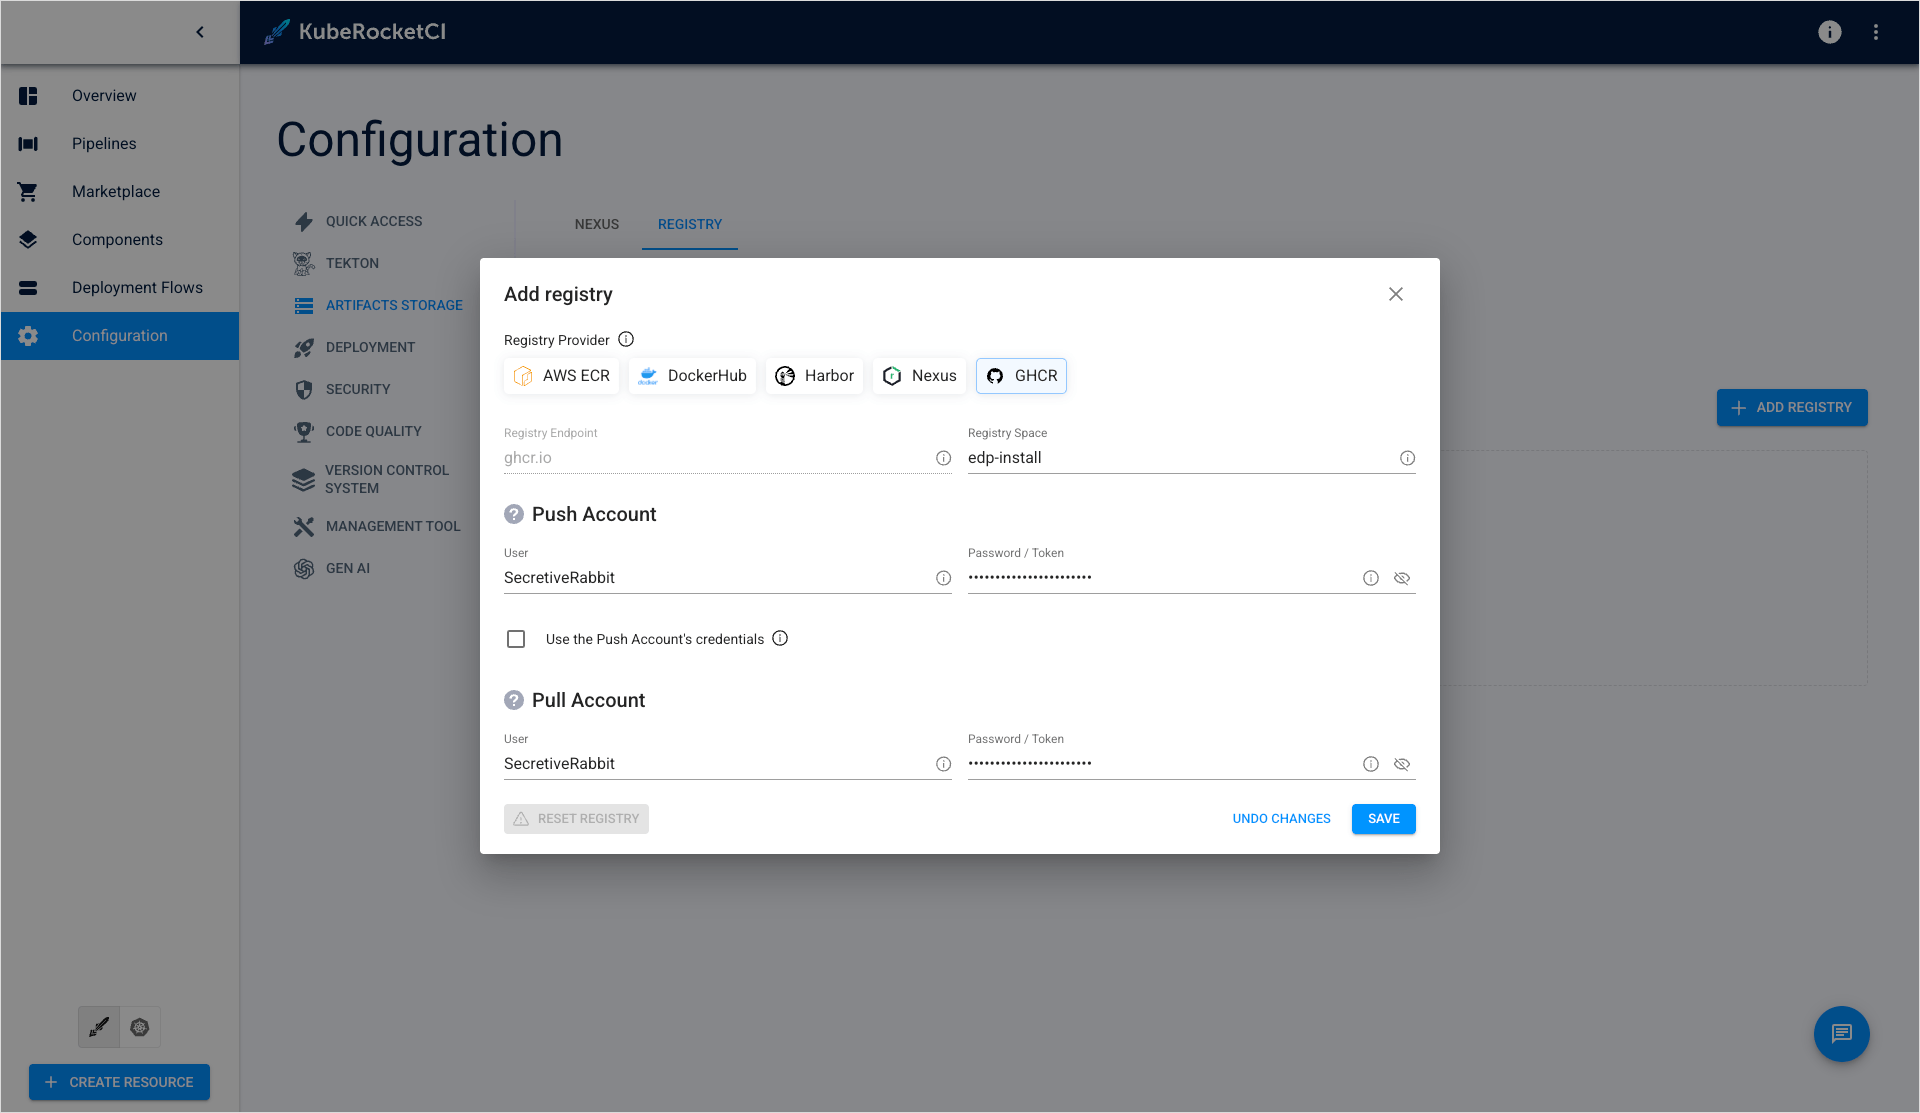 KubeRocketCI
Overview
Pipelines
Marketplace
Components
Deployment Flows
Configuration
CREATE RESOURCE
Configuration
QUICK ACCESS
TEKTON
ARTIFACTS STORAGE
DEPLOYMENT
SECURITY
CODE QUALITY
VERSION CONTROL
SYSTEM
MANAGEMENT TOOL
GEN AI
NEXUS
REGISTRY
ADD REGISTRY
Add registry
Registry Provider
AWS ECR
DockerHub
Harbor
Nexus
GHCR
Registry Endpoint
ghcr.io
Registry Space
edp-install
Push Account
User
SecretiveRabbit
Password / Token
•••••••••••••••••••••••
Use the Push Account's credentials
Pull Account
User
SecretiveRabbit
Password / Token
•••••••••••••••••••••••
RESET REGISTRY
UNDO CHANGES
SAVE